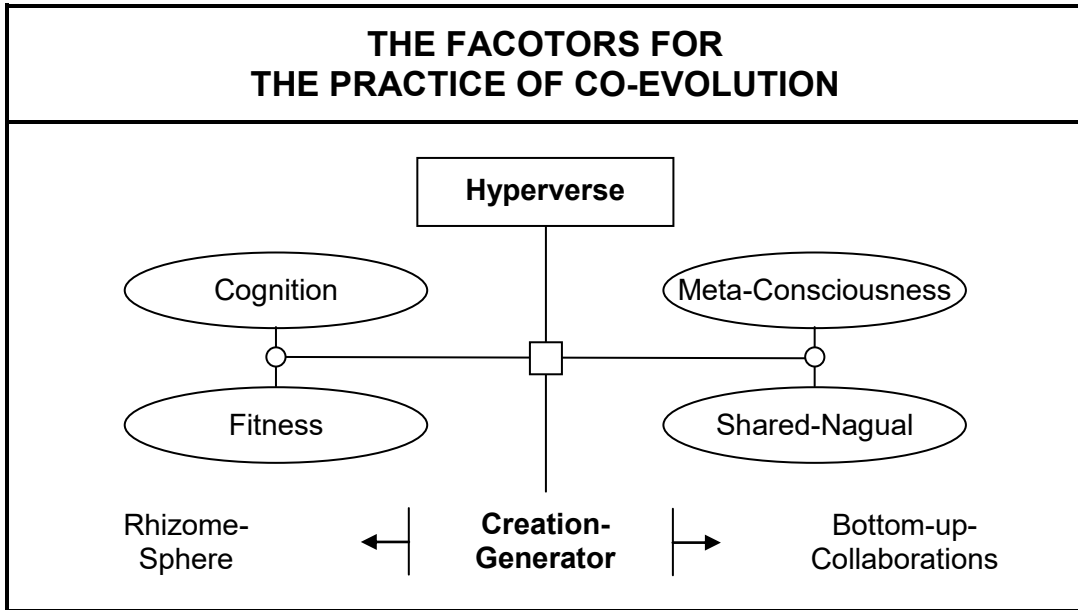 THE FACOTORS FOR
THE PRACTICE OF CO-EVOLUTION
Hyperverse
Cognition
Meta-Consciousness
Fitness
Shared-Nagual
Rhizome-
Sphere
Creation-
Generator
Bottom-up-
Collaborations